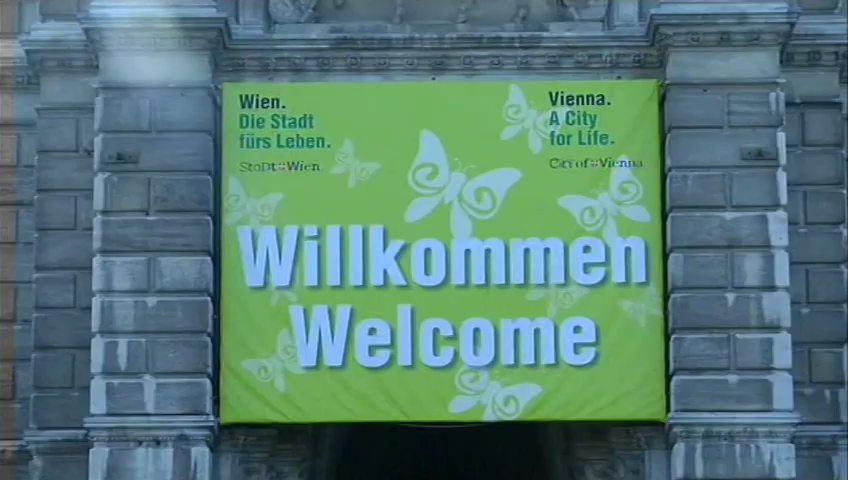 Wien.
Die Stadt
fürs Leben.
StaDt Wien
Vienna.
A City
for Life.
City of Vienna
Willkommen
Welcome